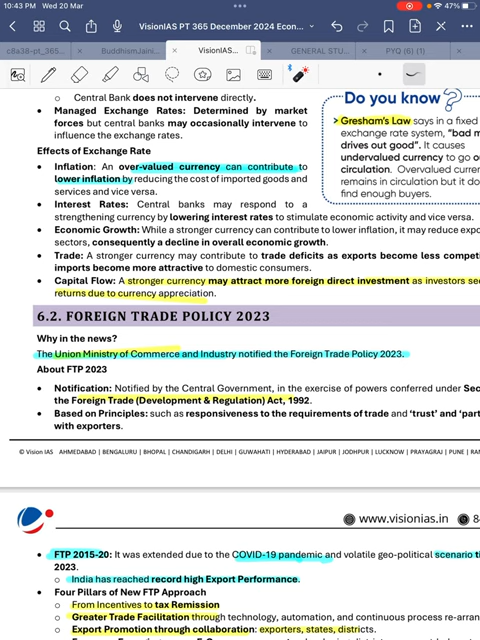 10:43 PM Wed 20 Mar
47%
VisionIAS PT 365 December 2024 Econ...
c8a38-pt_365...
BuddhismJaini...
VisionIAS...
GENERAL STU...
PYQ (6) (1)
Central Bank does not intervene directly.
Managed Exchange Rates: Determined by market
forces but central banks may occasionally intervene to
influence the exchange rates.
Effects of Exchange Rate
Inflation: An over-valued currency can contribute to
lower inflation by reducing the cost of imported goods and
services and vice versa.
Do you know ?
Gresham's Law says in a fixed
exchange rate system, "bad m
drives out good". It causes
undervalued currency to go o
circulation. Overvalued curre
remains in circulation but it do
find enough buyers.
Interest Rates: Central banks may respond to a
strengthening currency by lowering interest rates to stimulate economic activity and vice versa.
Economic Growth: While a stronger currency can contribute to lower inflation, it may reduce expo
sectors, consequently a decline in overall economic growth.
Trade: A stronger currency may contribute to trade deficits as exports become less competi
imports become more attractive to domestic consumers.
Capital Flow: A stronger currency may attract more foreign direct investment as investors see
returns due to currency appreciation.
6.2. FOREIGN TRADE POLICY 2023
Why in the news?
The Union Ministry of Commerce and Industry notified the Foreign Trade Policy 2023.
About FTP 2023
Notification: Notified by the Central Government, in the exercise of powers conferred under Sec
the Foreign Trade (Development & Regulation) Act, 1992.
Based on Principles: such as responsiveness to the requirements of trade and 'trust' and 'part
with exporters.
© Vision IAS AHMEDABAD | BENGALURU | BHOPAL | CHANDIGARH | DELHI | GUWAHATI | HYDERABAD | JAIPUR | JODHPUR | LUCKNOW | PRAYAGRAJ | PUNE | RAN
www.visionias.in
8
FTP 2015-20: It was extended due to the COVID-19 pandemic and volatile geo-political scenario ti
2023.
India has reached record high Export Performance.
Four Pillars of New FTP Approach
From Incentives to tax Remission
Greater Trade Facilitation through technology, automation, and continuous process re-arran
Export Promotion through collaboration: exporters, states, districts.